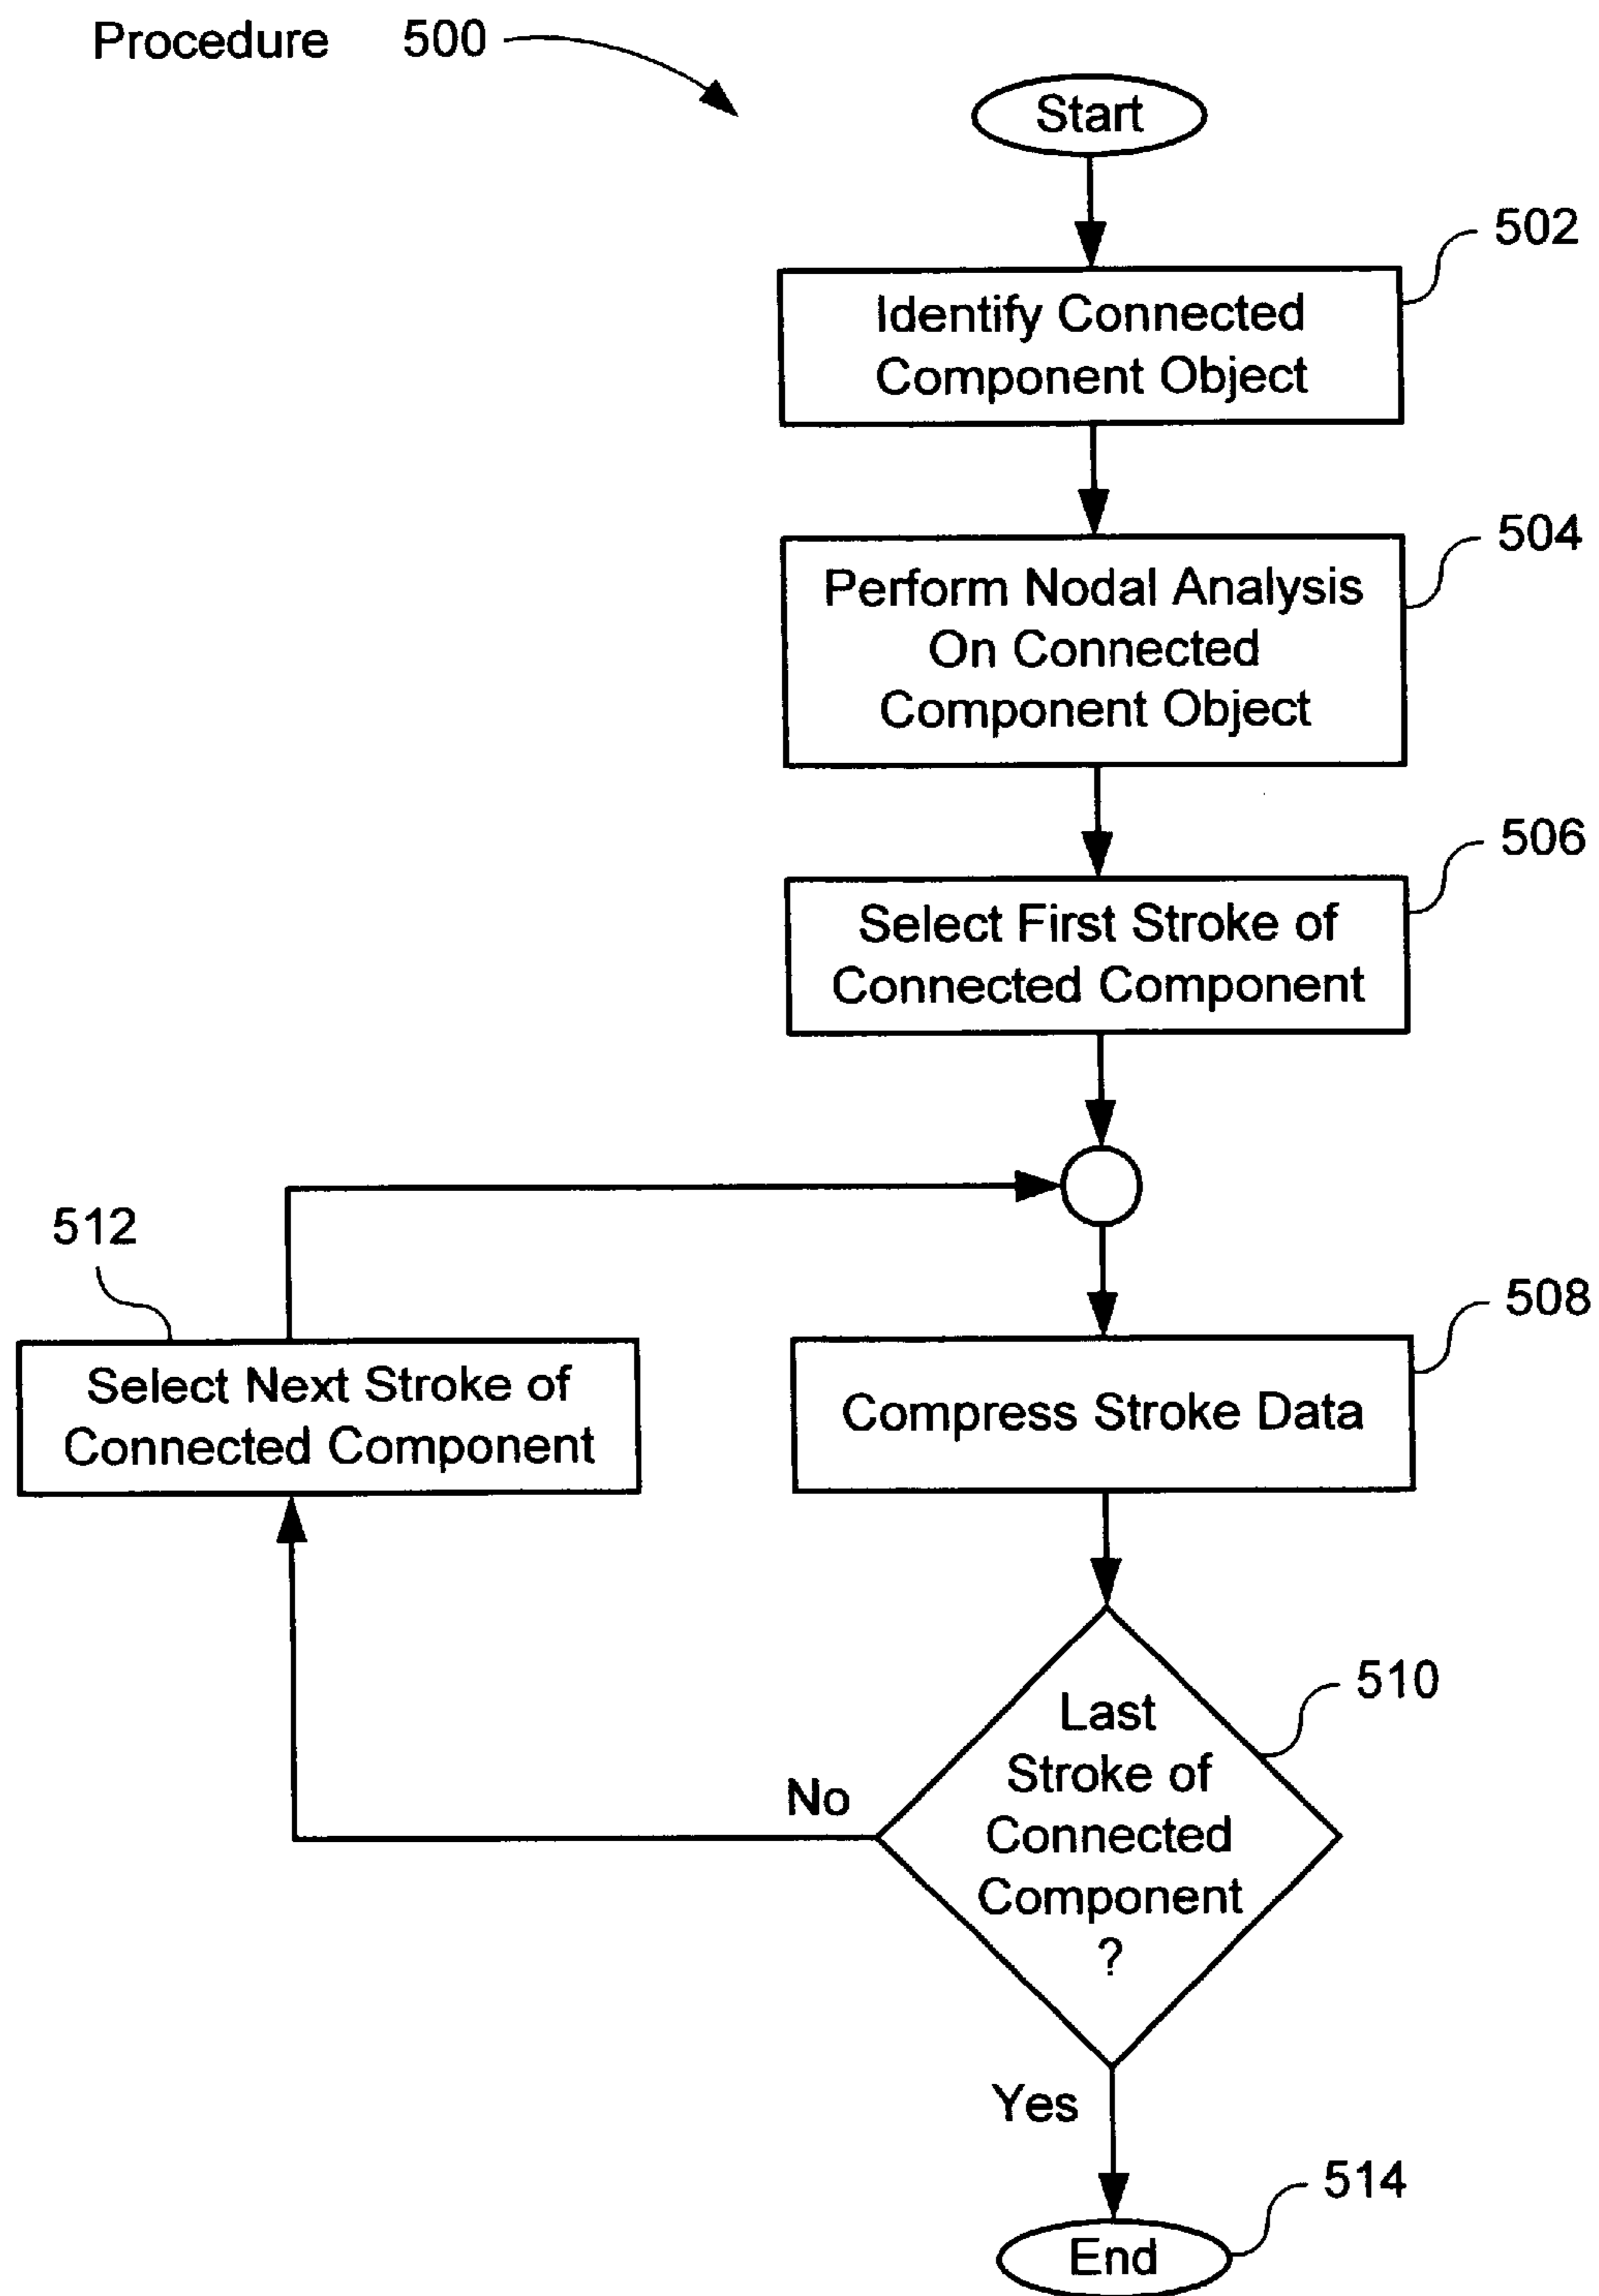 Procedure 500
Start
502
Identify Connected
Component Object
504
Perform Nodal Analysis
On Connected
Component Object
506
Select First Stroke of
Connected Component
512
Select Next Stroke of
Connected Component
508
Compress Stroke Data
510
Last
Stroke of
Connected
Component
?
No
Yes
514
End